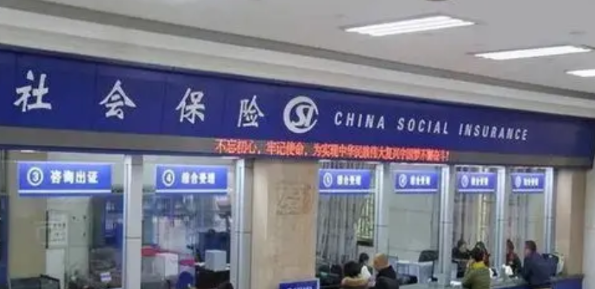 社会保险 SI CHINA SOCIAL INSURANCE
不忘初心，牢记使命，为实现中华民族伟大复兴中国梦不懈奋斗！
③ 咨询出证
④ 综合受理
综合受理
综合受理
综合受理
综合受理